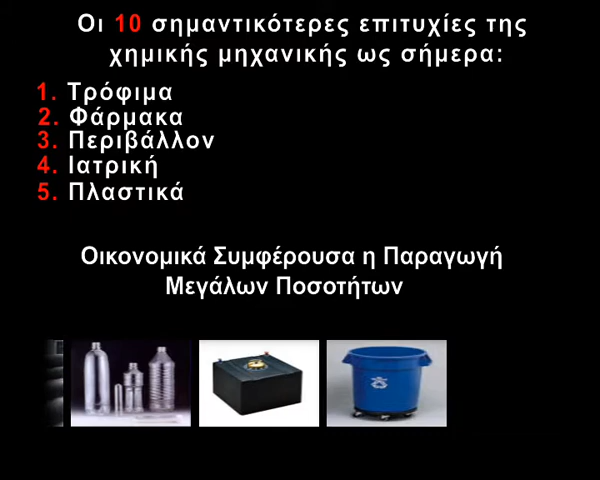 Οι 10 σημαντικότερες επιτυχίες της
χημικής μηχανικής ως σήμερα:
1. Τρόφιμα
2. Φάρμακα
3. Περιβάλλον
4. Ιατρική
5. Πλαστικά
Οικονομικά Συμφέρουσα η Παραγωγή
Μεγάλων Ποσοτήτων